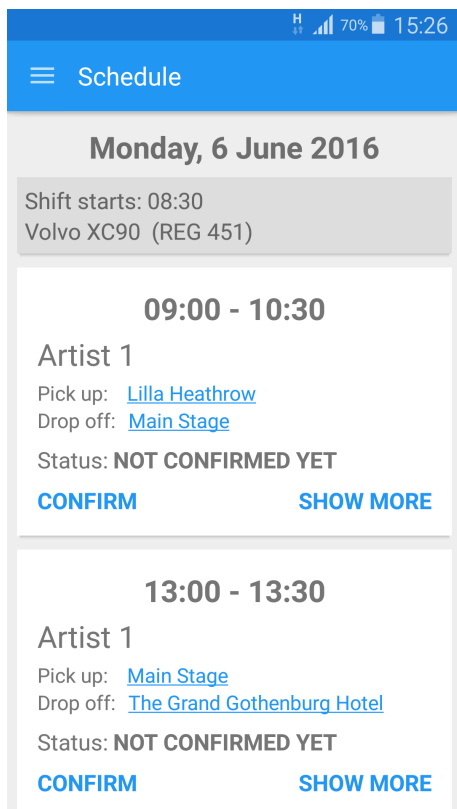 H 70% 15:26
Schedule
Monday, 6 June 2016
Shift starts: 08:30
Volvo XC90 (REG 451)
09:00 - 10:30
Artist 1
Pick up: Lilla Heathrow
Drop off: Main Stage
Status: NOT CONFIRMED YET
CONFIRM SHOW MORE
13:00 - 13:30
Artist 1
Pick up: Main Stage
Drop off: The Grand Gothenburg Hotel
Status: NOT CONFIRMED YET
CONFIRM SHOW MORE